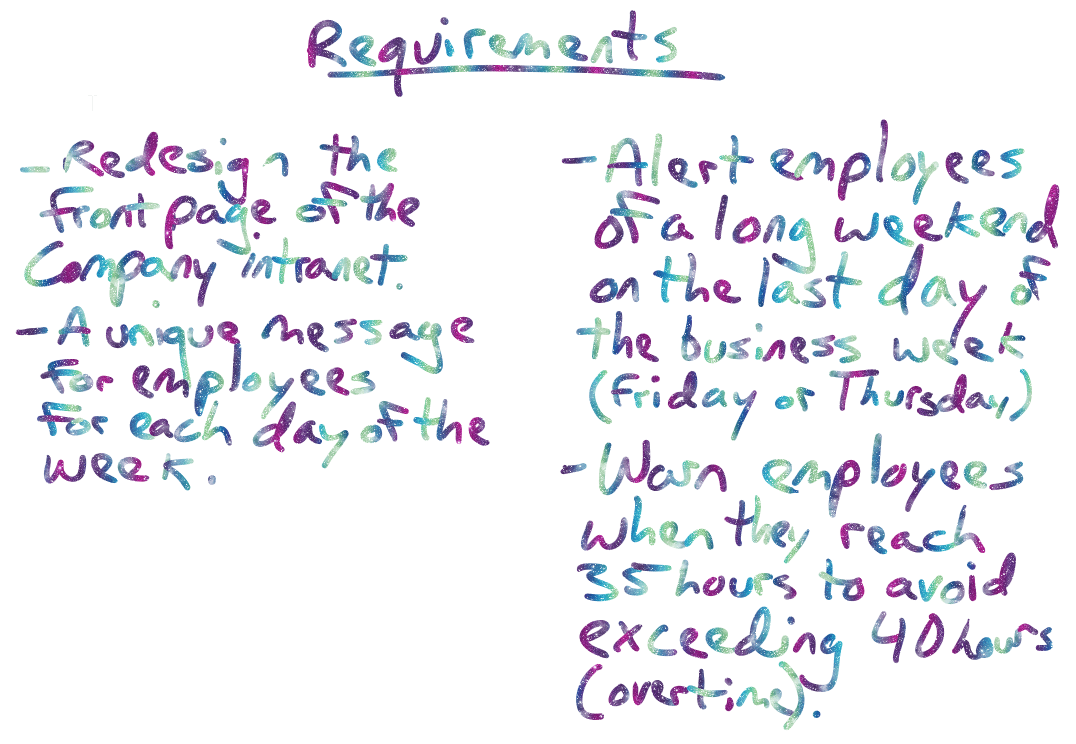 Requirements
- Redesign the
front page of the
Company intranet.
- A unique message
for employees
for each day of the
week.
- Alert employees
of a long weekend
on the last day of
the business week
(Friday or Thursday)
- Warn employees
when they reach
35 hours to avoid
exceeding 40 hours
(overtime).